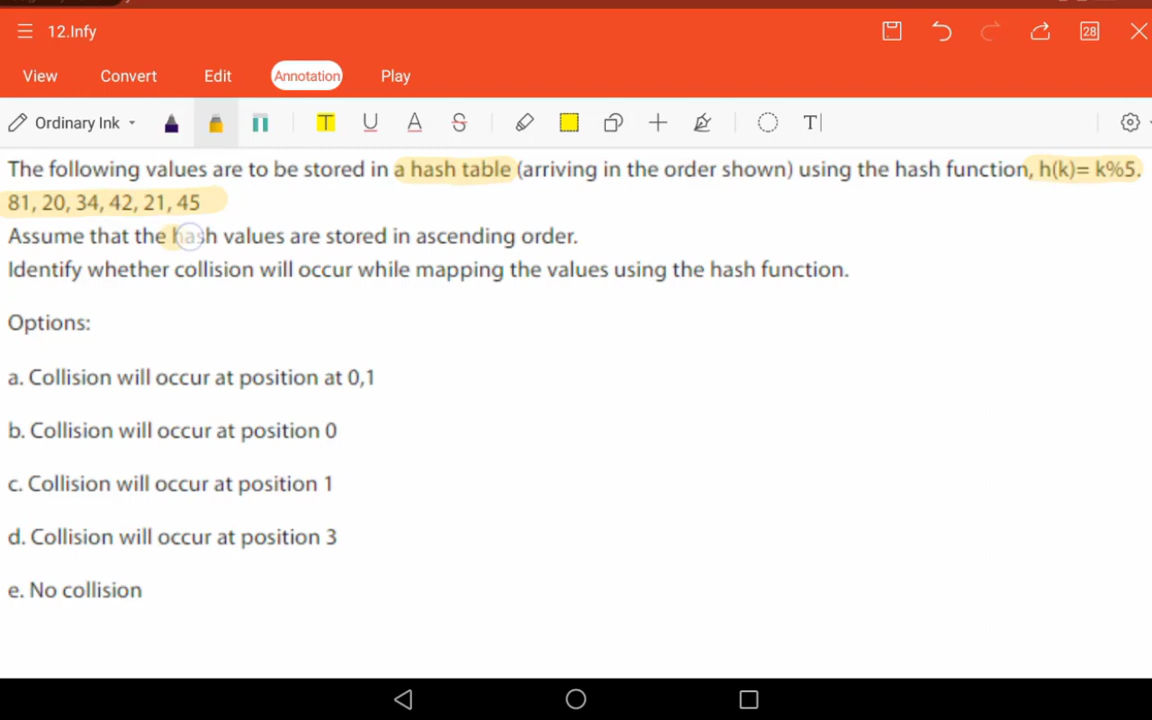 12.Infy
28
View Convert Edit Annotation Play
Ordinary Ink T U A S T
The following values are to be stored in a hash table (arriving in the order shown) using the hash function, h(k)= k%5.
81, 20, 34, 42, 21, 45
Assume that the hash values are stored in ascending order.
Identify whether collision will occur while mapping the values using the hash function.
Options:
a. Collision will occur at position at 0,1
b. Collision will occur at position 0
c. Collision will occur at position 1
d. Collision will occur at position 3
e. No collision